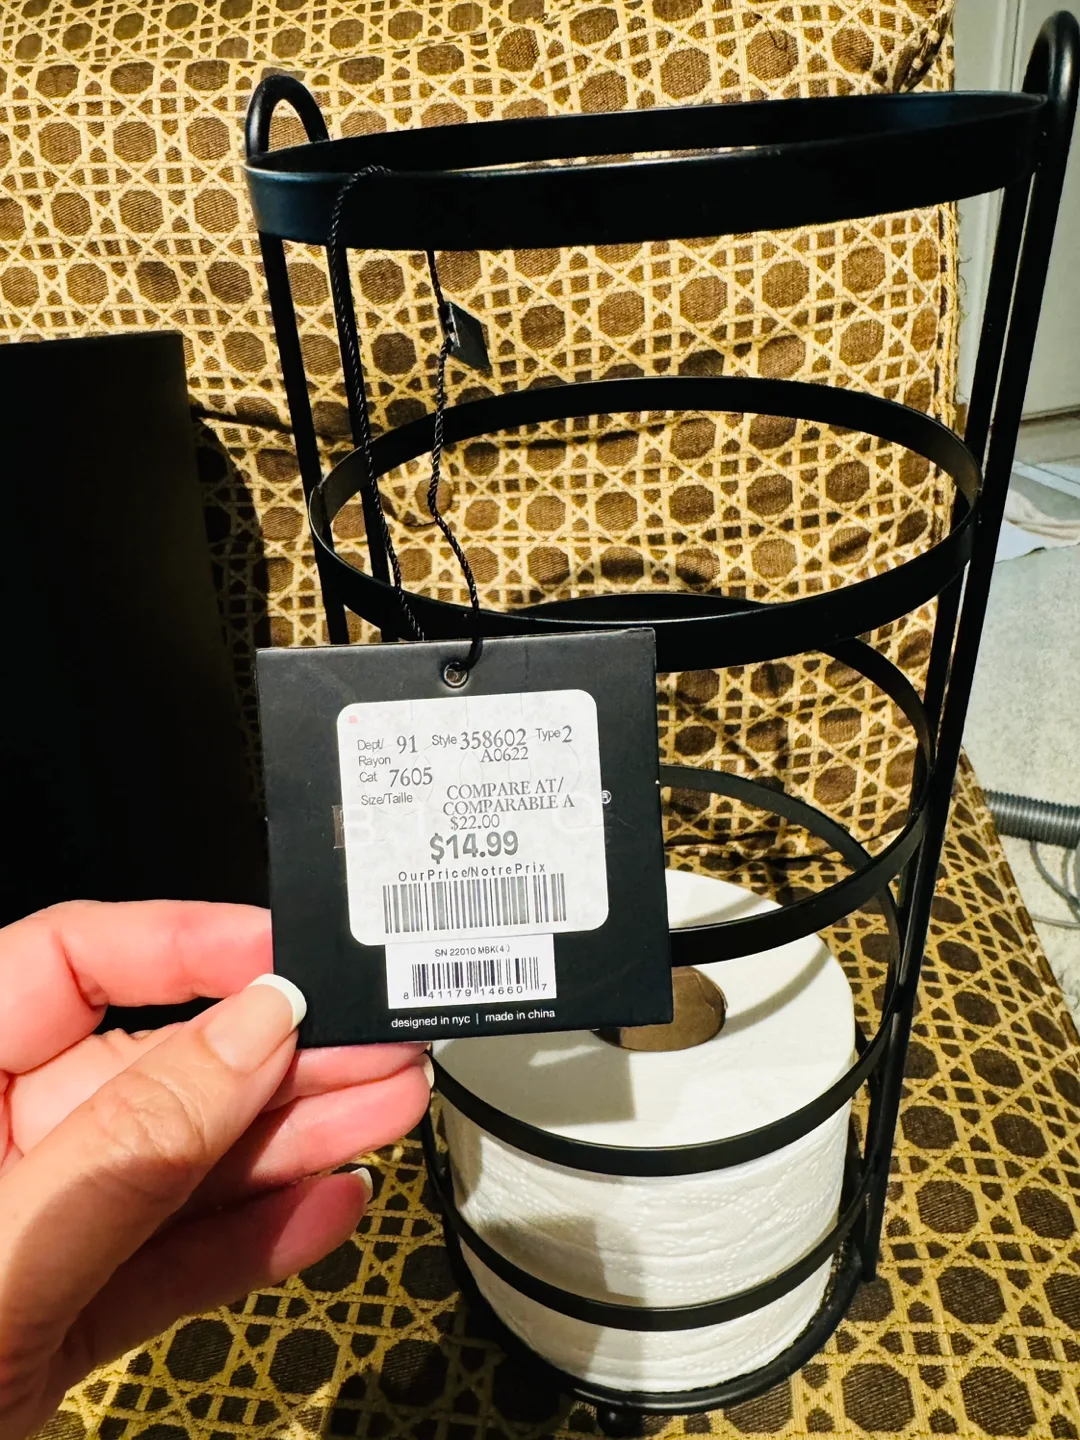 Dept/ 91 Style 358602 Type 2
Rayon A0622
Cat 7605
Size/Taille COMPARE AT/
COMPARABLE A
$22.00
®
$14.99
OurPrice/NotrePrix
SN 22010 MBK(4)
8 41179 14660 7
designed in nyc | made in china